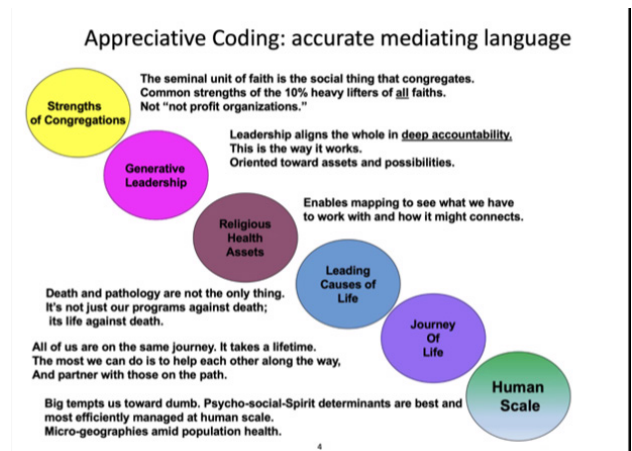 Appreciative Coding: accurate mediating language
Strengths
of Congregations
The seminal unit of faith is the social thing that congregates.
Common strengths of the 10% heavy lifters of all faiths.
Not “not profit organizations.”
Generative
Leadership
Leadership aligns the whole in deep accountability.
This is the way it works.
Oriented toward assets and possibilities.
Religious
Health
Assets
Enables mapping to see what we have
to work with and how it might connects.
Leading
Causes of
Life
Death and pathology are not the only thing.
It's not just our programs against death;
its life against death.
Journey
Of
Life
All of us are on the same journey. It takes a lifetime.
The most we can do is to help each other along the way,
And partner with those on the path.
Human
Scale
Big tempts us toward dumb. Psycho-social-Spirit determinants are best and
most efficiently managed at human scale.
Micro-geographies amid population health.
4